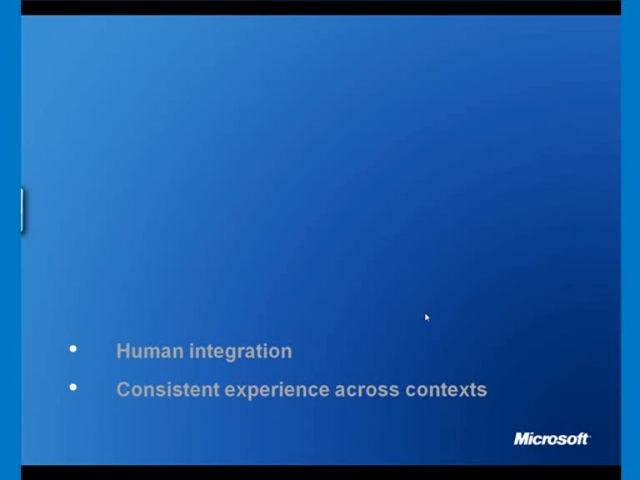 • Human integration
• Consistent experience across contexts
Microsoft